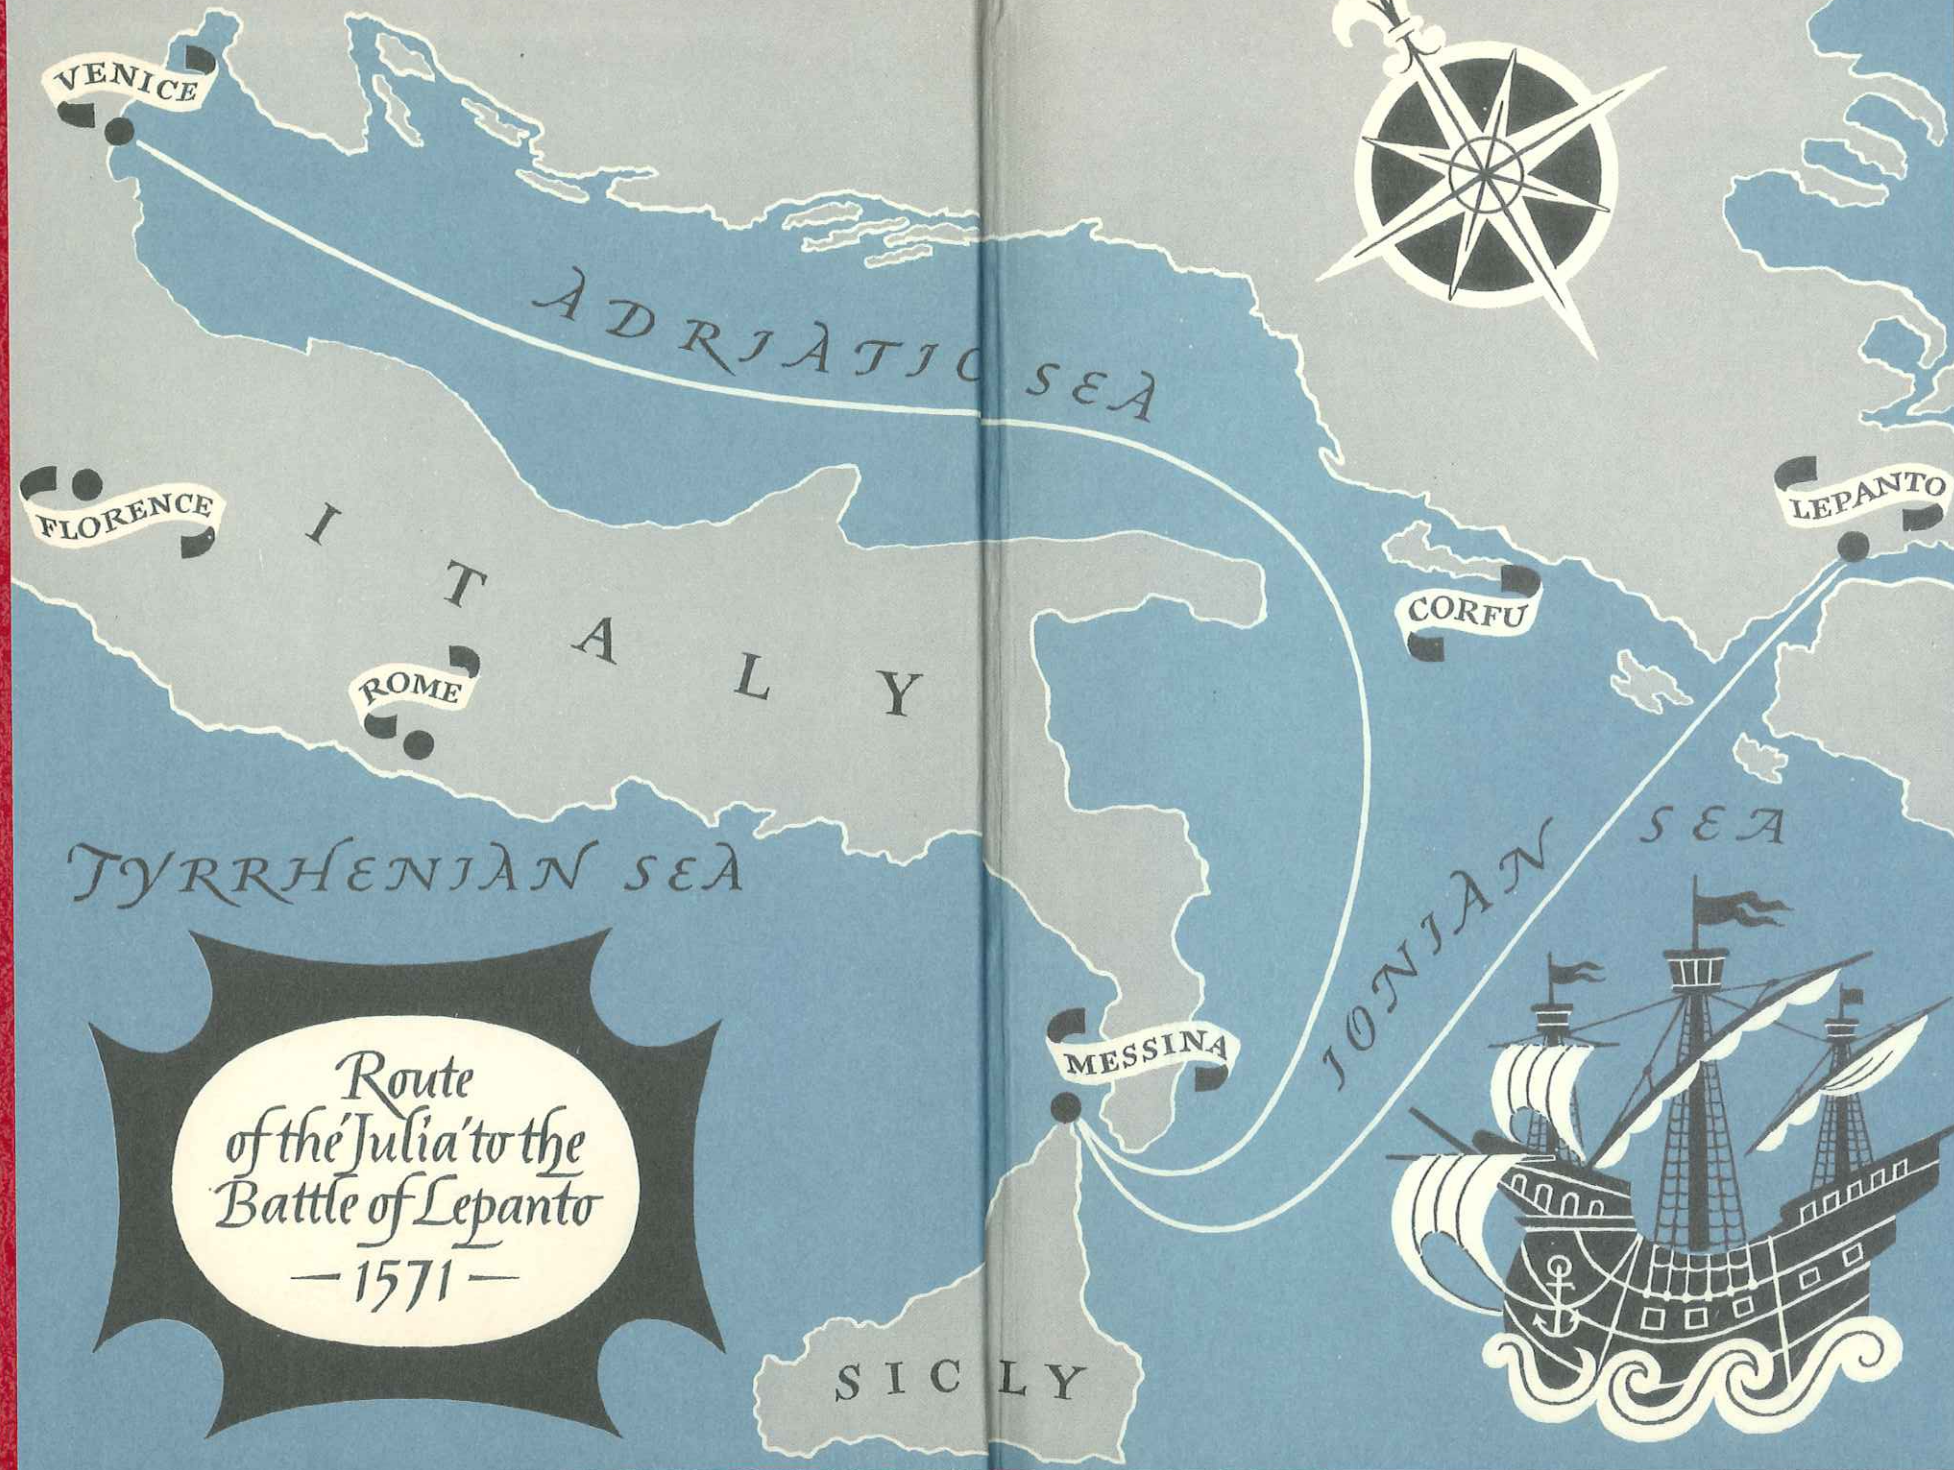 VENICE
ADRIATIC SEA
FLORENCE
LEPANTO
ITALY
CORFU
ROME
TYRRHENIAN SEA
IONIAN SEA
MESSINA
Route
of the 'Julia' to the
Battle of Lepanto
— 1571 —
SICLY